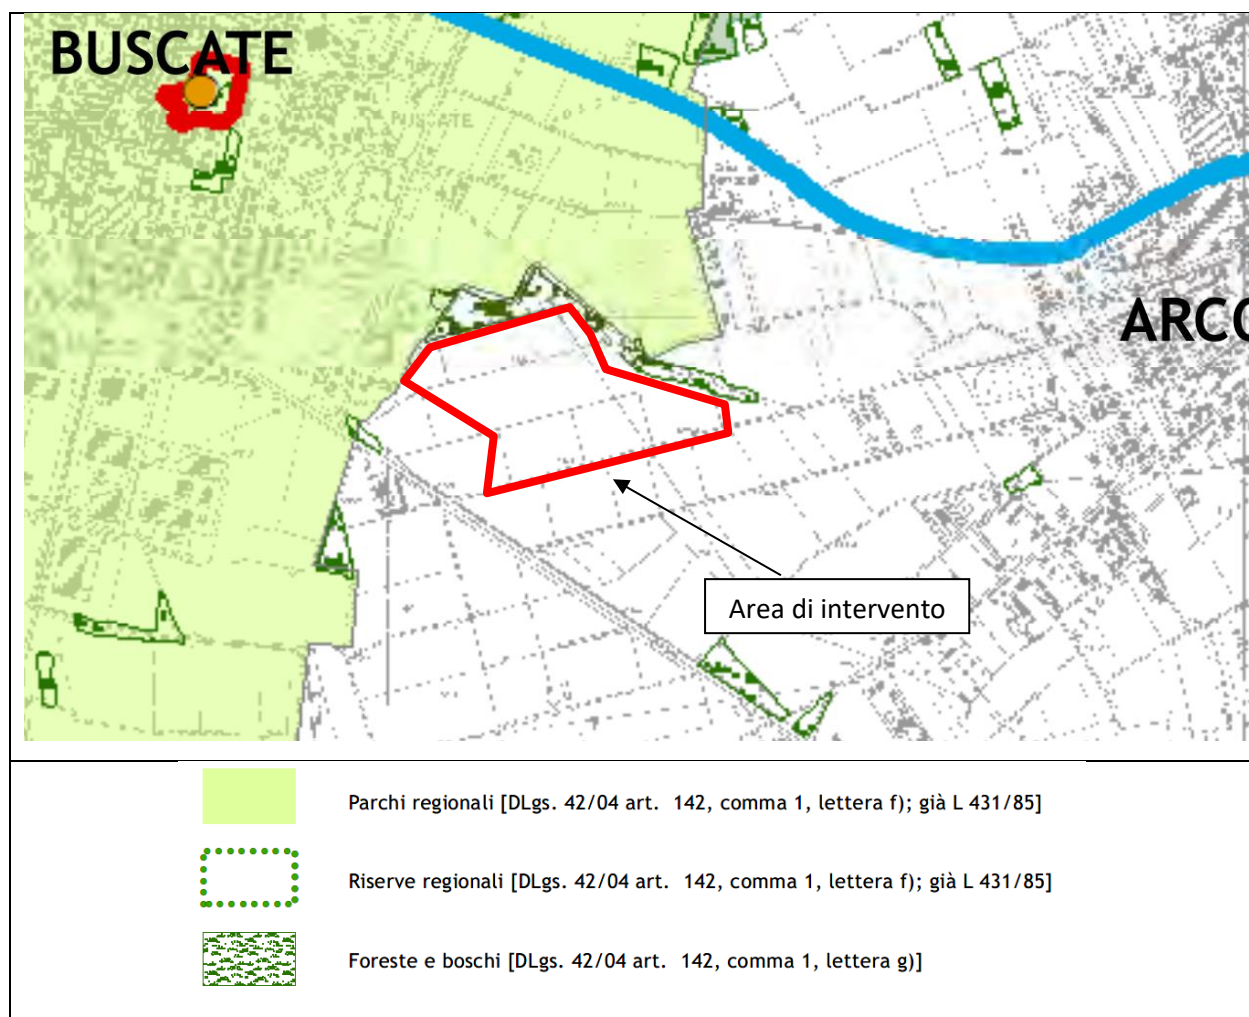 BUSCATE
BUSCATE
ARCO
Area di intervento
Parchi regionali [DLgs. 42/04 art. 142, comma 1, lettera f); già L 431/85]
Riserve regionali [DLgs. 42/04 art. 142, comma 1, lettera f); già L 431/85]
Foreste e boschi [DLgs. 42/04 art. 142, comma 1, lettera g)]